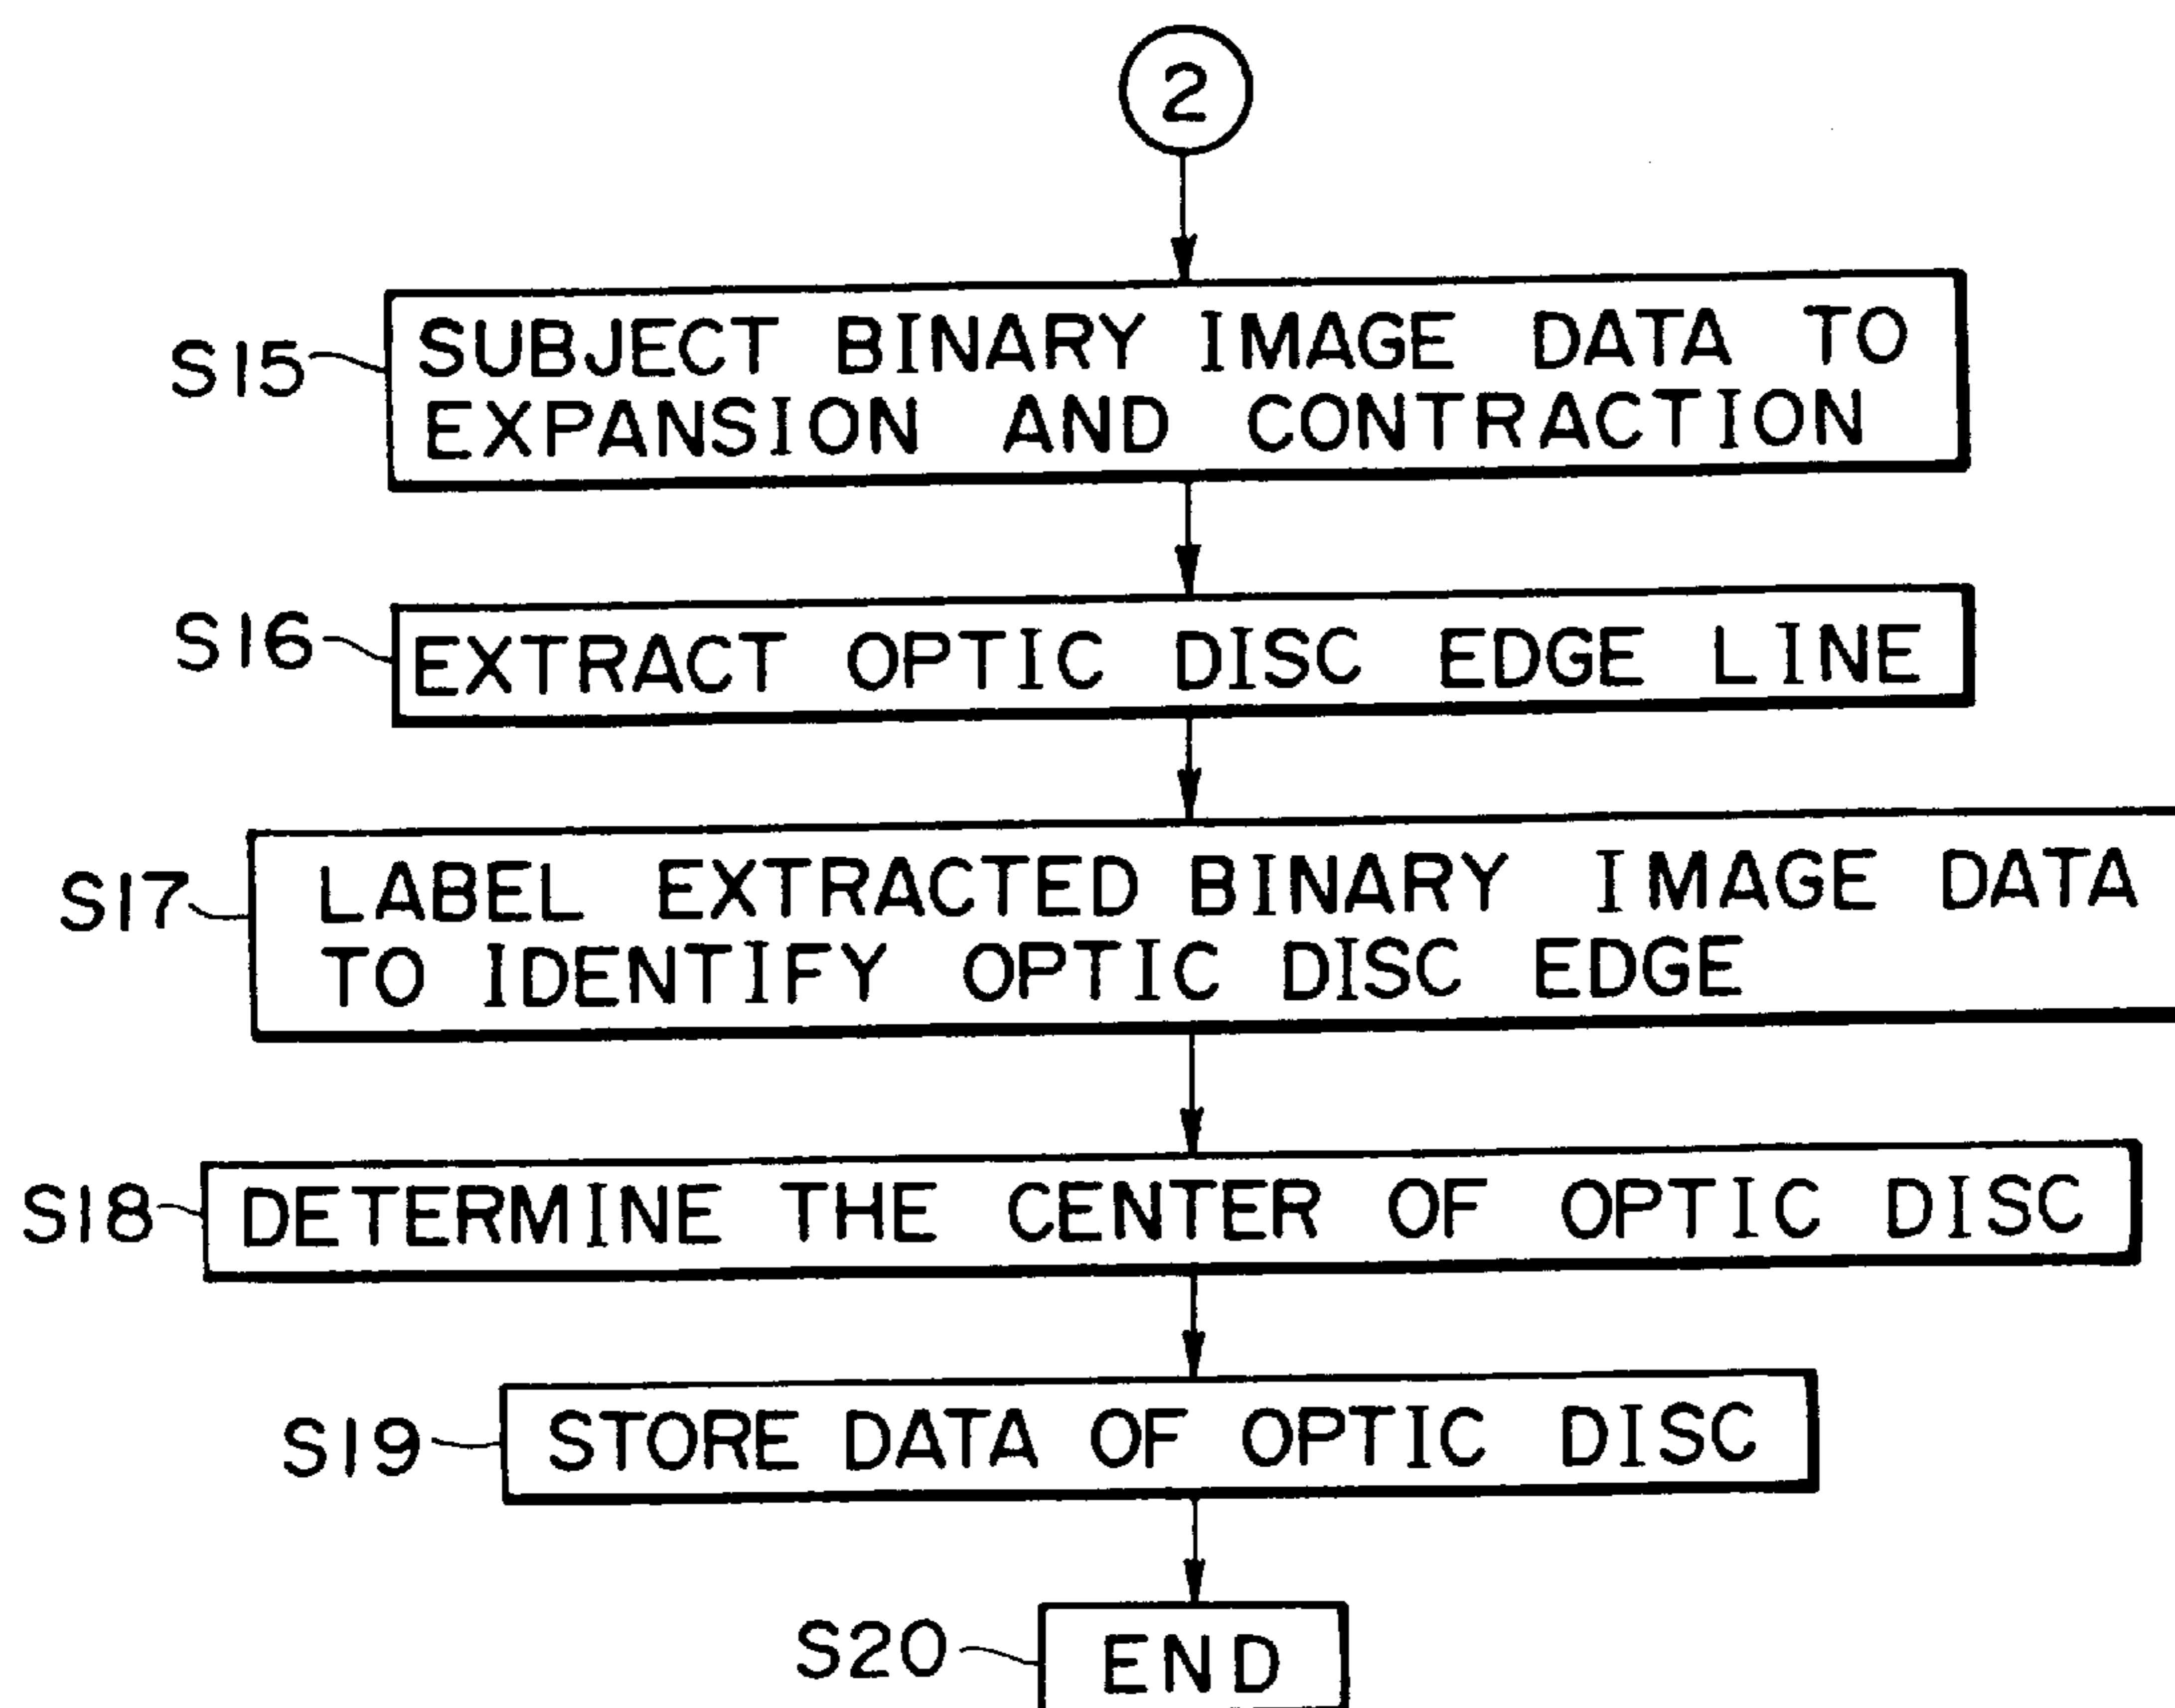 2
S15
SUBJECT BINARY IMAGE DATA TO
EXPANSION AND CONTRACTION
S16
EXTRACT OPTIC DISC EDGE LINE
S17
LABEL EXTRACTED BINARY IMAGE DATA
TO IDENTIFY OPTIC DISC EDGE
S18
DETERMINE THE CENTER OF OPTIC DISC
S19
STORE DATA OF OPTIC DISC
S20
END